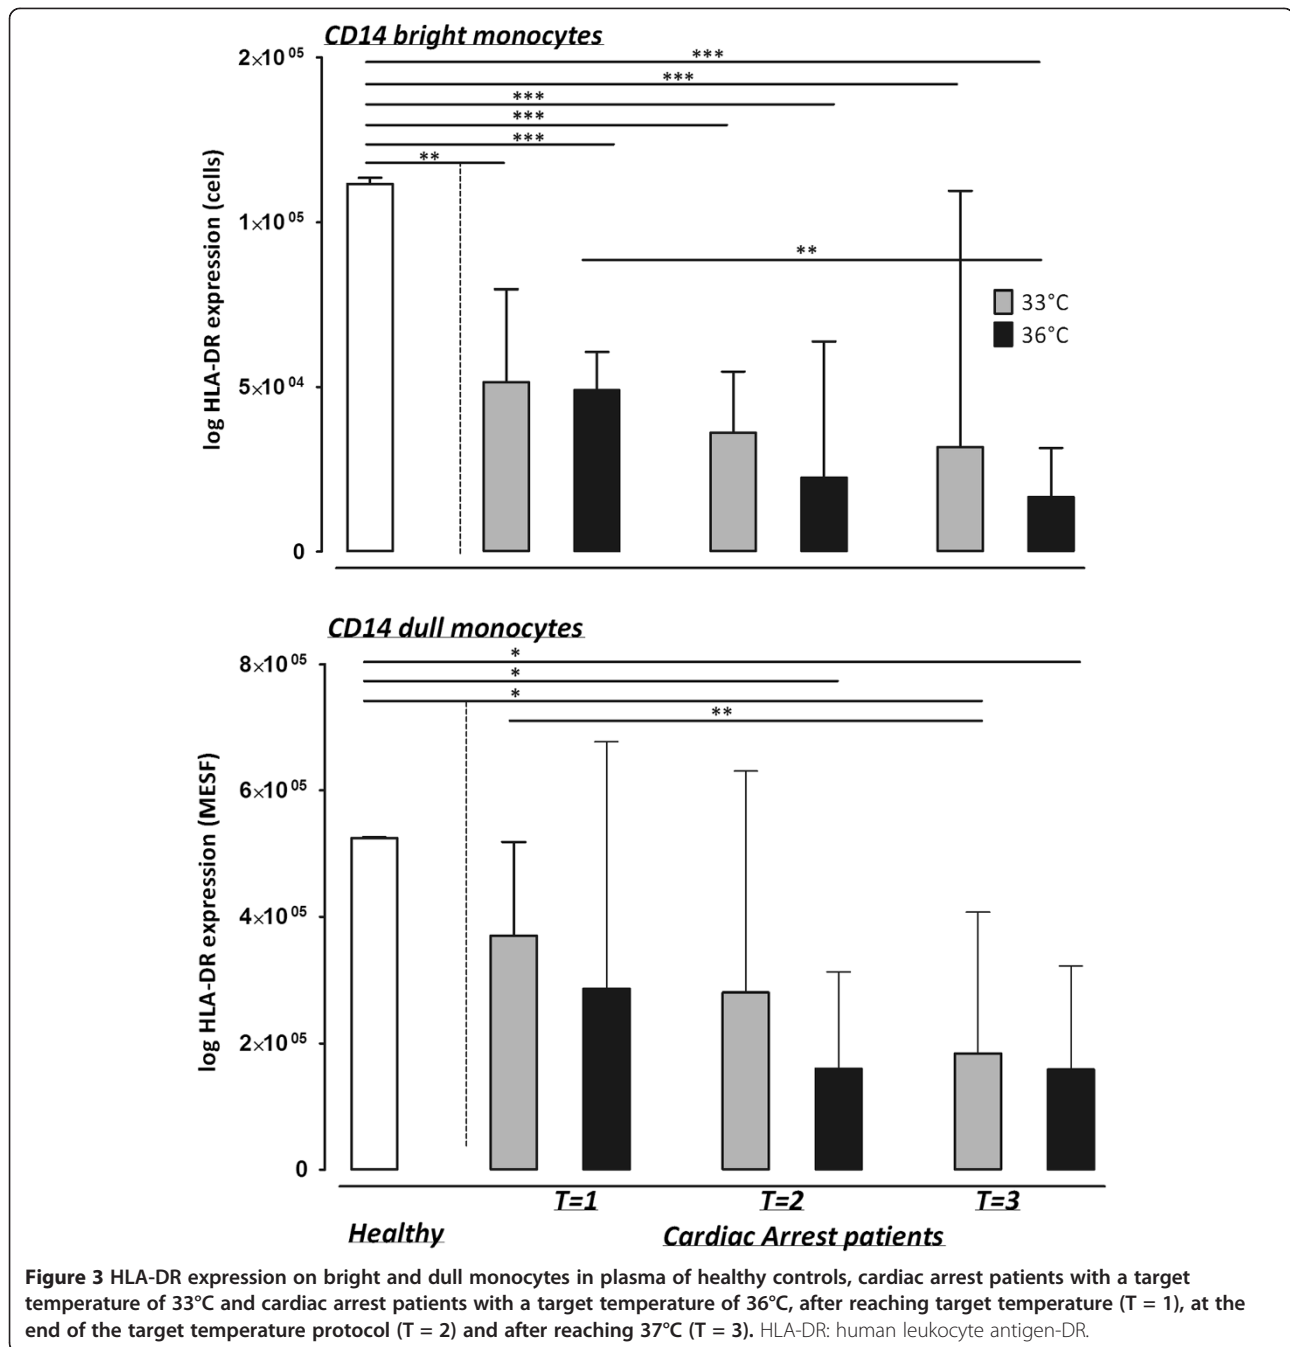 CD14 bright monocytes
2×10⁰⁵
***
***
***
***
***
**
1×10⁰⁵
**
33°C
36°C
5×10⁰⁴
0
log HLA-DR expression (cells)
CD14 dull monocytes
8×10⁰⁵
*
*
*
**
6×10⁰⁵
4×10⁰⁵
2×10⁰⁵
0
log HLA-DR expression (MESF)
T=1 T=2 T=3
Healthy Cardiac Arrest patients
Figure 3 HLA-DR expression on bright and dull monocytes in plasma of healthy controls, cardiac arrest patients with a target
temperature of 33°C and cardiac arrest patients with a target temperature of 36°C, after reaching target temperature (T = 1), at the
end of the target temperature protocol (T = 2) and after reaching 37°C (T = 3). HLA-DR: human leukocyte antigen-DR.